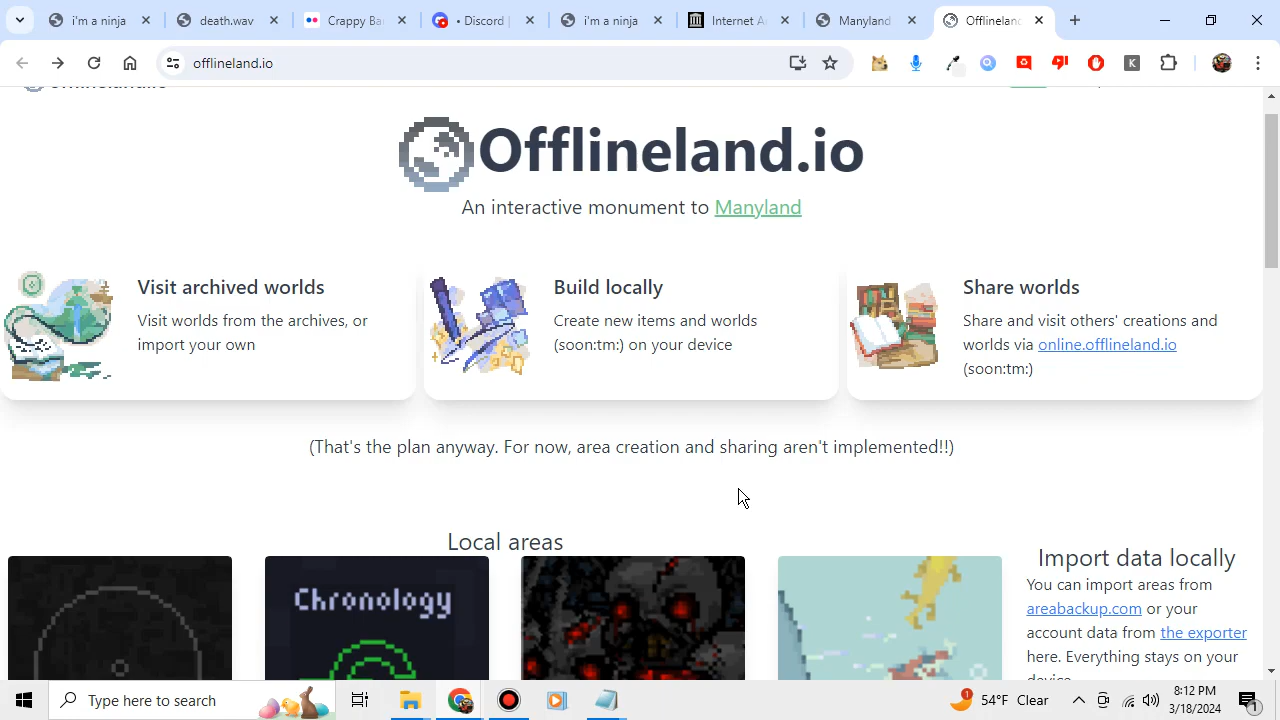 i'm a ninja
death.wav
Crappy Ba
• Discord |
i'm a ninja
Internet A
Manyland
Offlineland
offlineland.io
K
Offlineland.io
An interactive monument to Manyland
Visit archived worlds
Visit worlds from the archives, or
import your own
Build locally
Create new items and worlds
(soon:tm:) on your device
Share worlds
Share and visit others' creations and
worlds via online.offlineland.io
(soon:tm:)
(That's the plan anyway. For now, area creation and sharing aren't implemented!!)
Local areas
Chronology
Import data locally
You can import areas from
areabackup.com or your
account data from the exporter
here. Everything stays on your
device.
Type here to search
1
54°F Clear
8:12 PM
3/18/2024
1